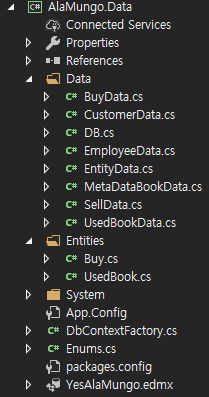 AlaMungo.Data
Connected Services
Properties
References
Data
BuyData.cs
CustomerData.cs
DB.cs
EmployeeData.cs
EntityData.cs
MetaDataBookData.cs
SellData.cs
UsedBookData.cs
Entities
Buy.cs
UsedBook.cs
System
App.Config
DbContextFactory.cs
Enums.cs
packages.config
YesAlaMungo.edmx